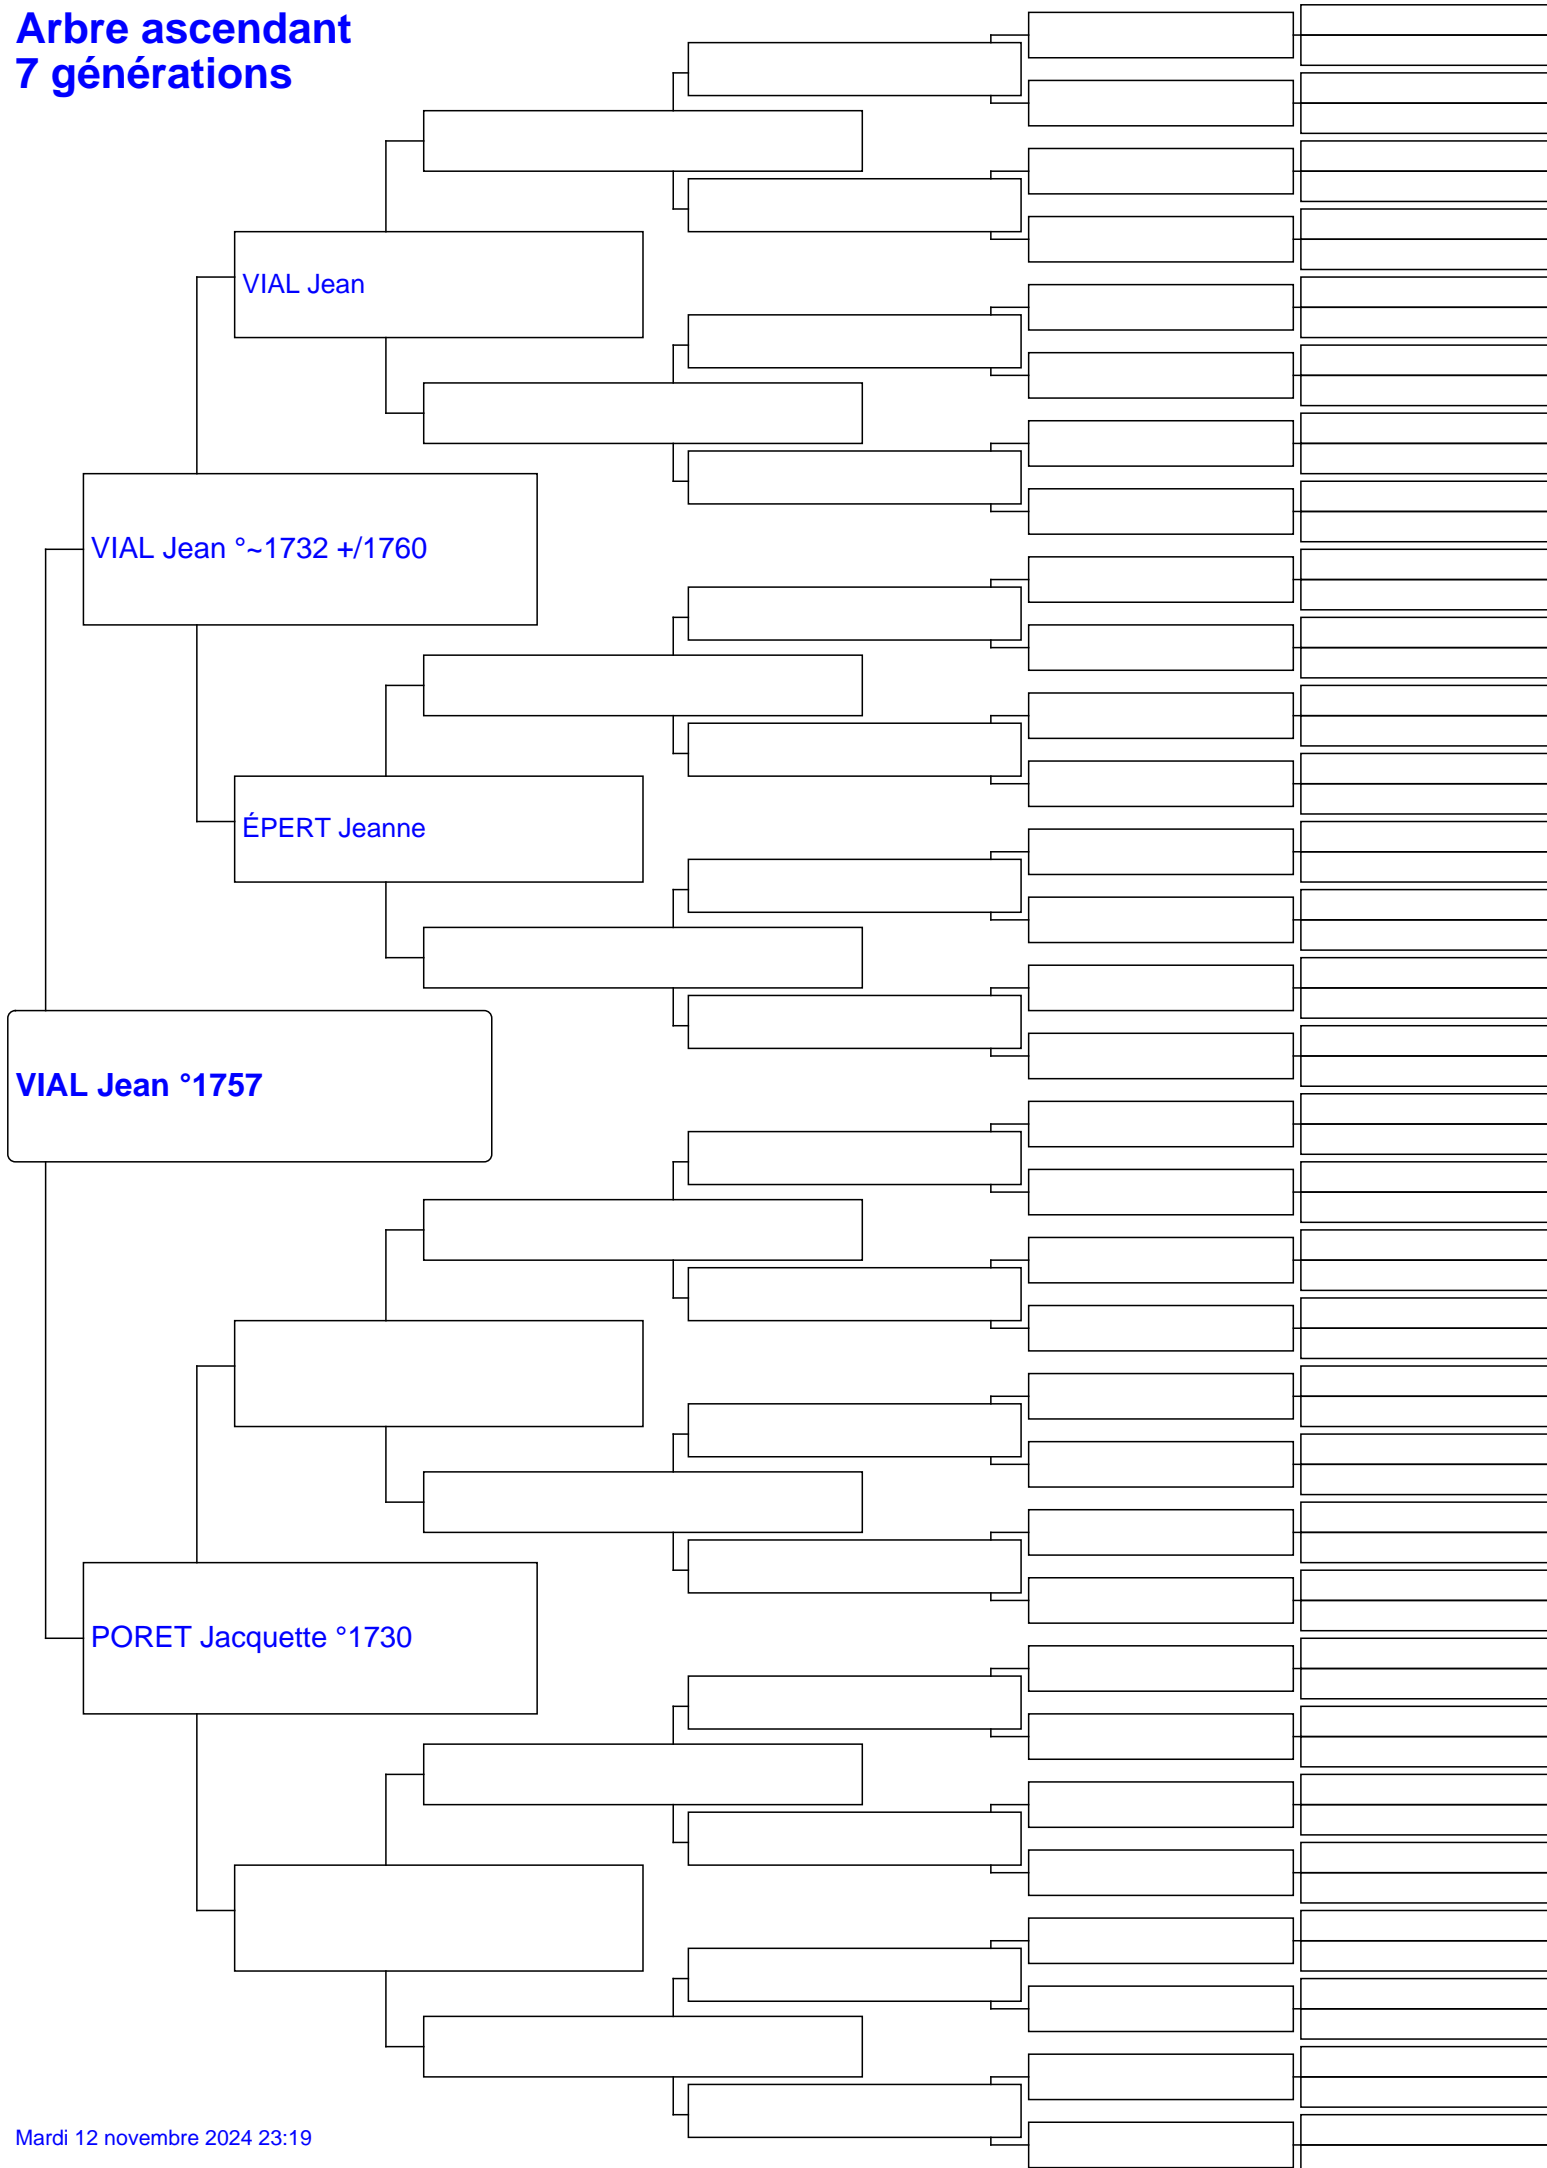 Arbre ascendant
7 générations
VIAL Jean
VIAL Jean °~1732 +/1760
ÉPERT Jeanne
VIAL Jean °1757
PORET Jacquette °1730
Mardi 12 novembre 2024 23:19